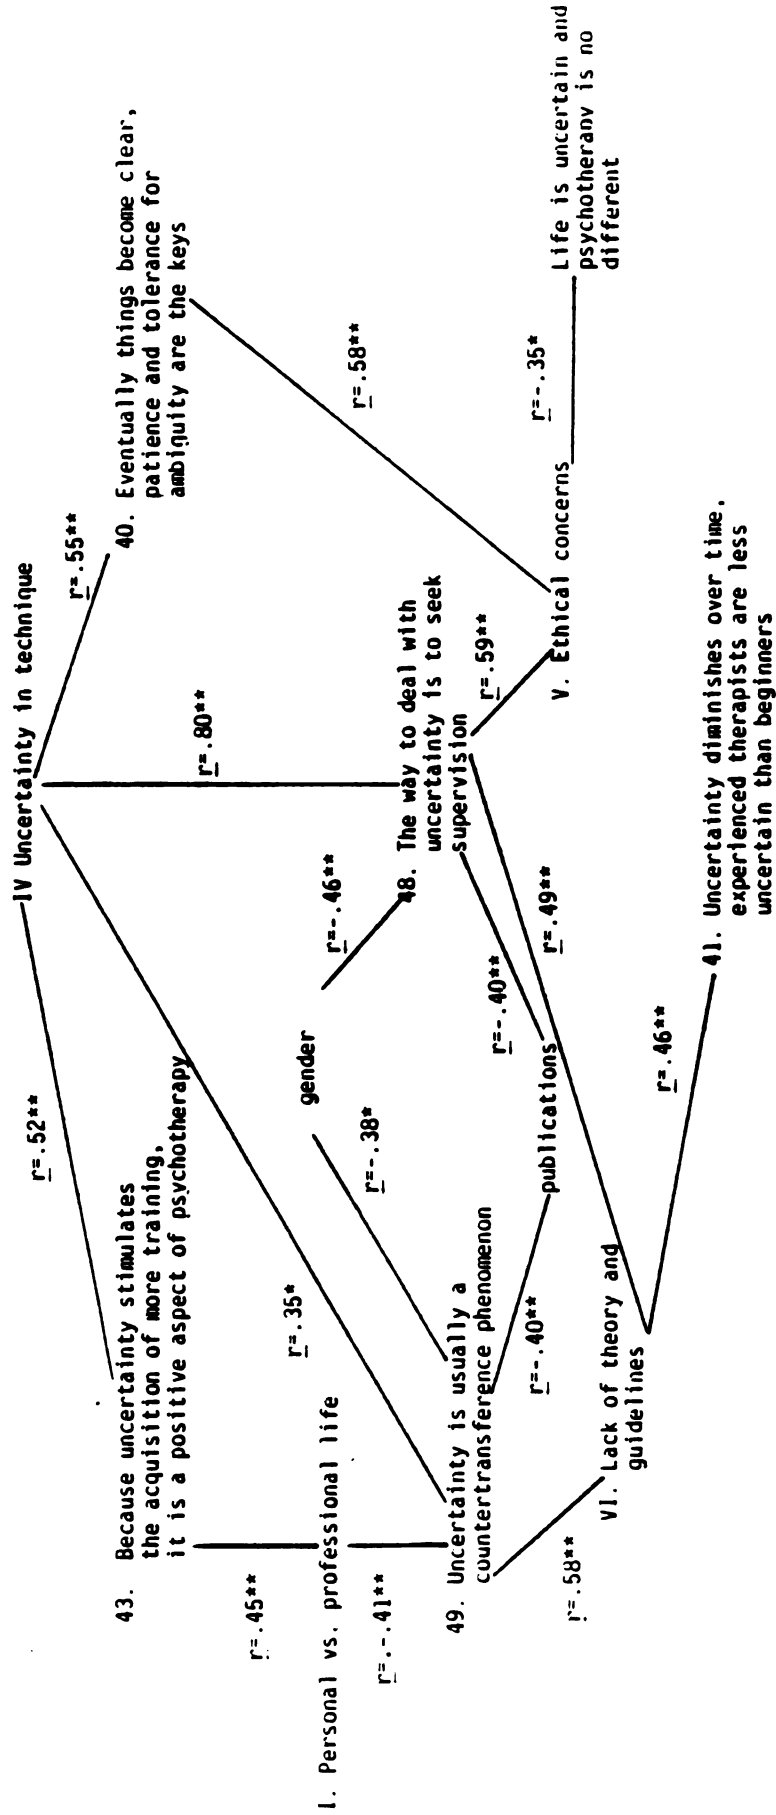 IV Uncertainty in technique
r=.52**
r=.55**
43. Because uncertainty stimulates
the acquisition of more training,
it is a positive aspect of psychotherapy
40. Eventually things become clear,
patience and tolerance for
ambiguity are the keys
r=.80**
r=.45**
r=.35*
gender
r=-.46**
r=.58**
I. Personal vs. professional life
r=.-.41**
r=-.38*
48. The way to deal with
uncertainty is to seek
supervision
49. Uncertainty is usually a
countertransference phenomenon
r=-.40**
r=-.40**
r=.49**
r=.59**
r=-.35*
publications
V. Ethical concerns
Life is uncertain and
psychotherapy is no
different
r=.58**
VI. Lack of theory and
guidelines
r=.46**
41. Uncertainty diminishes over time,
experienced therapists are less
uncertain than beginners